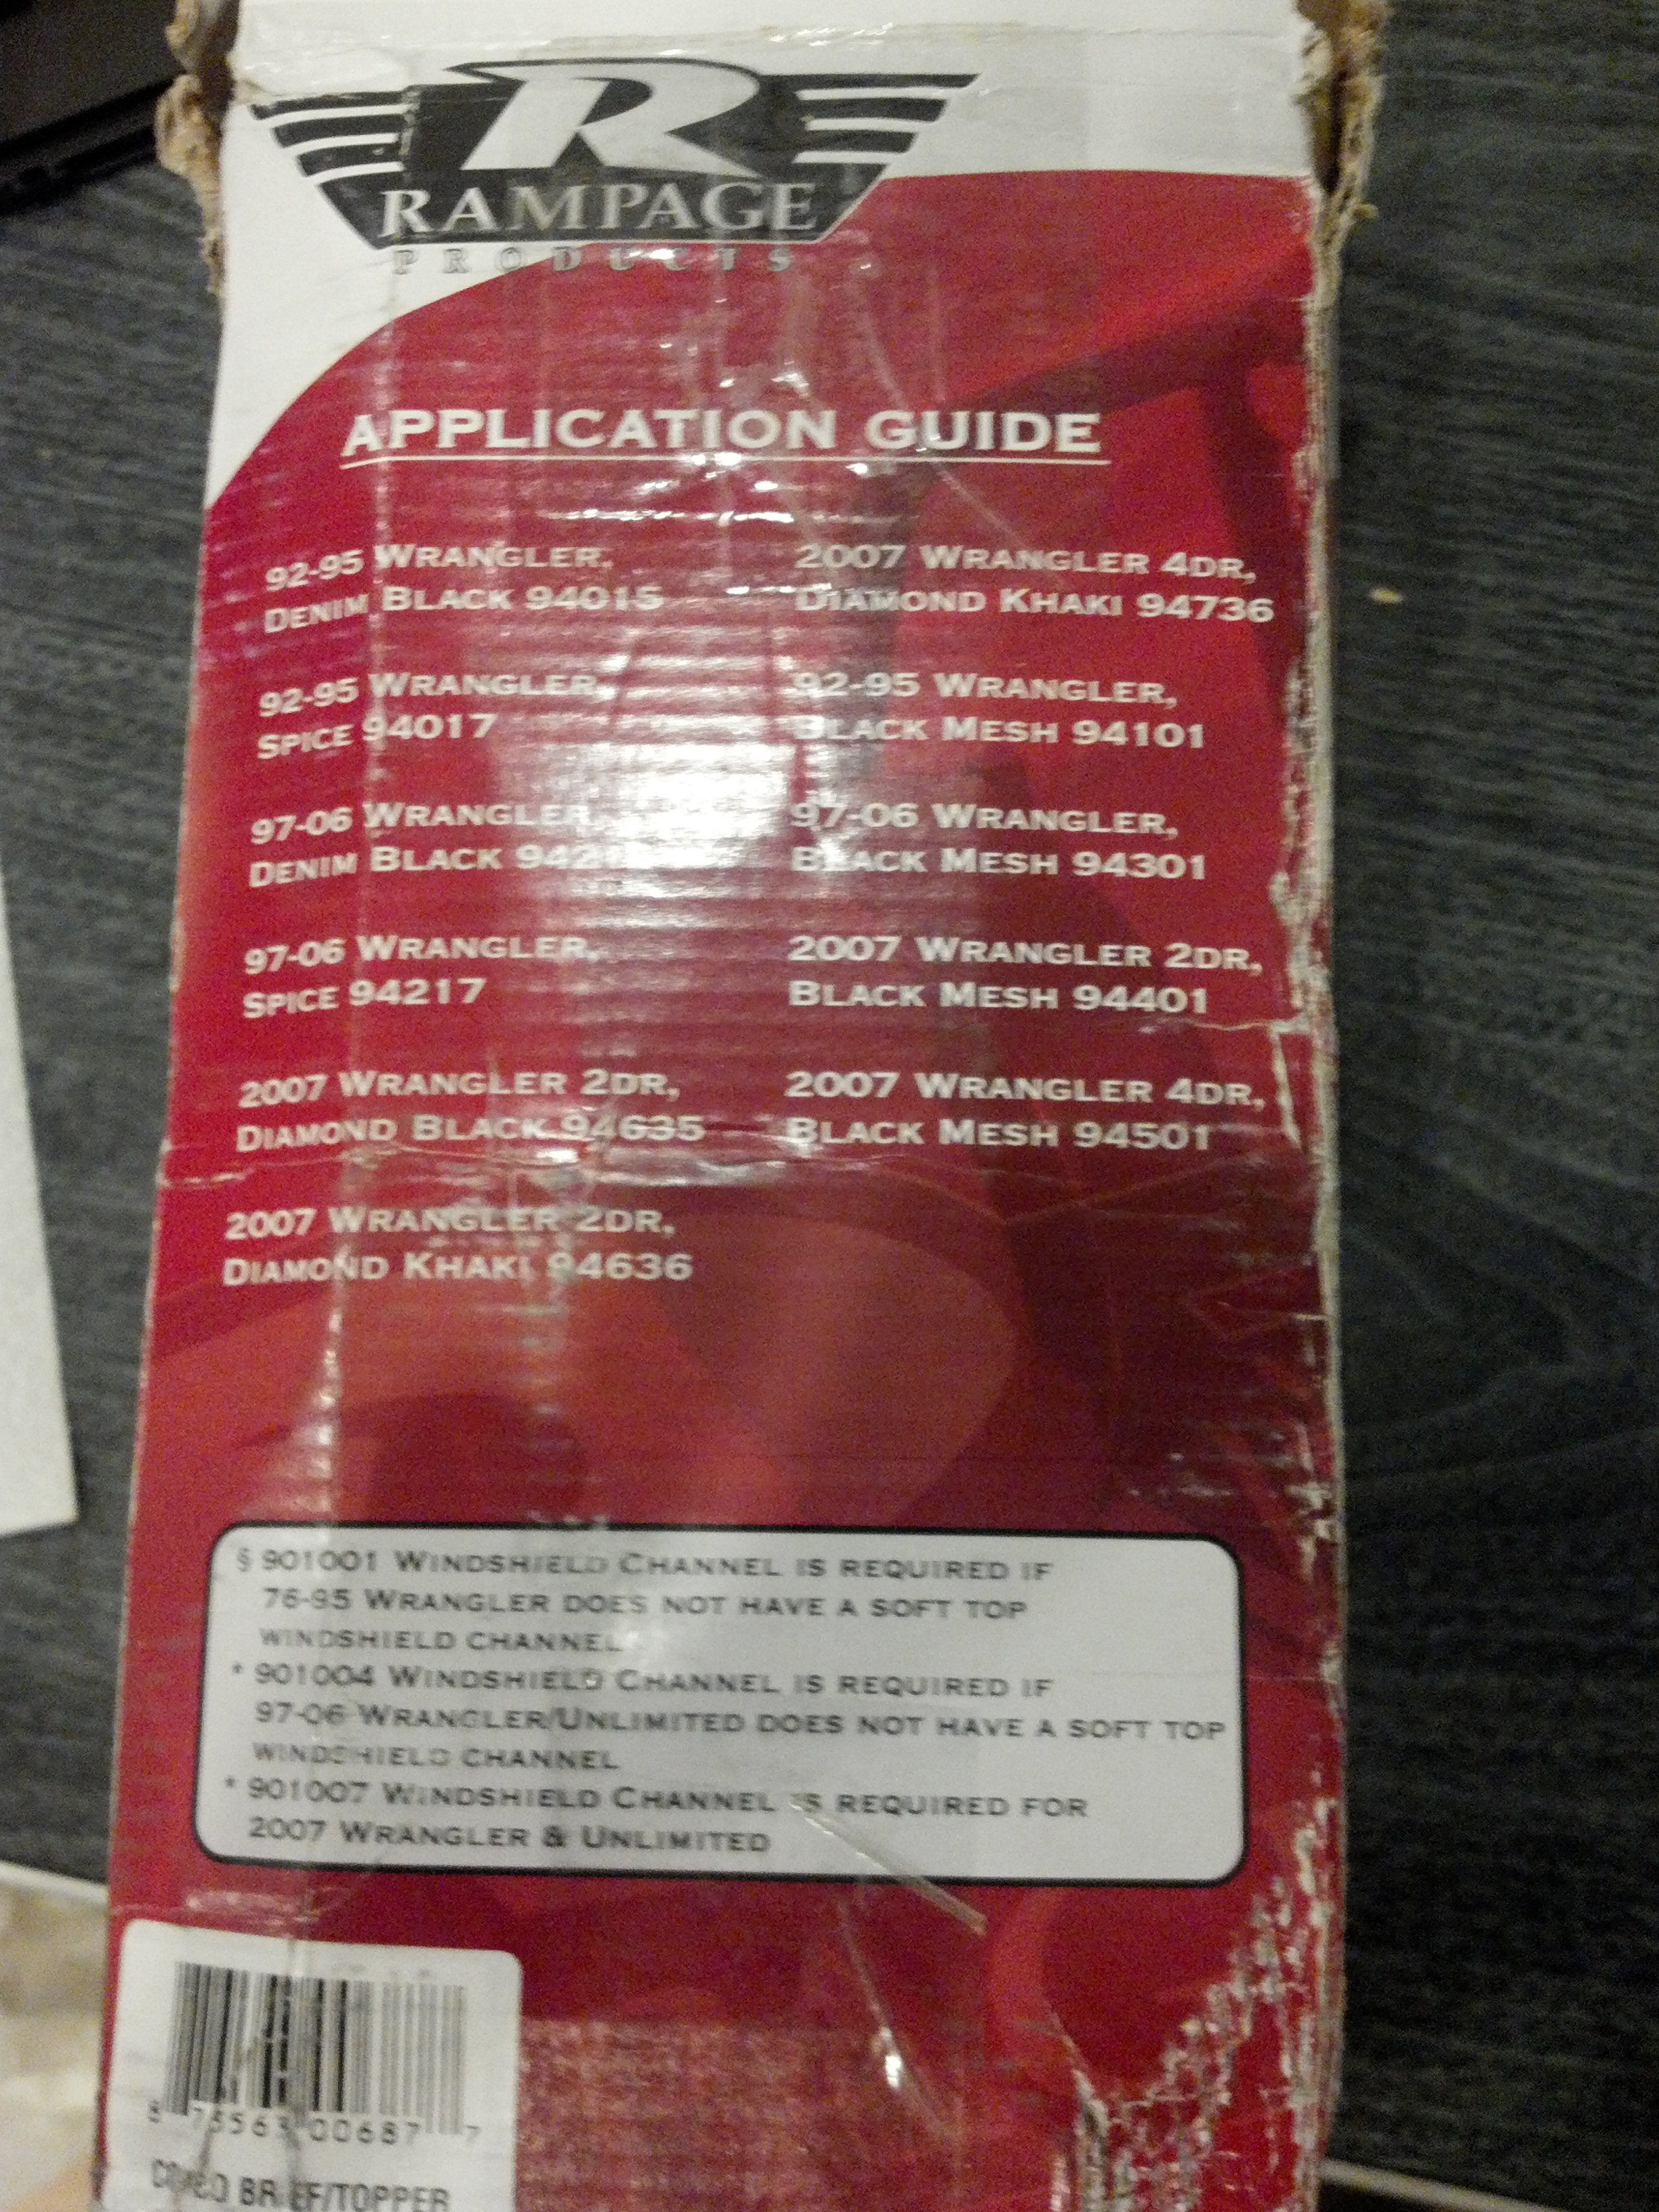 R
RAMPAGE
PRODUCTS
APPLICATION GUIDE
92-95 WRANGLER,
DENIM BLACK 94015
92-95 WRANGLER,
SPICE 94017
97-06 WRANGLER,
DENIM BLACK
97-06 WRANGLER,
SPICE 94217
2007 WRANGLER 2DR,
DIAMOND BLACK 94635
2007 WRANGLER 2DR,
DIAMOND KHAKI 94636
2007 WRANGLER 4DR,
DIAMOND KHAKI 94736
92-95 WRANGLER,
BLACK MESH 94101
97-06 WRANGLER,
BLACK MESH 94301
2007 WRANGLER 2DR,
BLACK MESH 94401
2007 WRANGLER 4DR,
BLACK MESH 94501
§ 901001 WINDSHIELD CHANNEL IS REQUIRED IF
76-95 WRANGLER DOES NOT HAVE A SOFT TOP
WINDSHIELD CHANNEL
* 901004 WINDSHIELD CHANNEL IS REQUIRED IF
97-06 WRANGLER/UNLIMITED DOES NOT HAVE A SOFT TOP
WINDSHIELD CHANNEL
* 901007 WINDSHIELD CHANNEL IS REQUIRED FOR
2007 WRANGLER & UNLIMITED
8 75563 00687 7
COMBO BRIEF/TOPPER